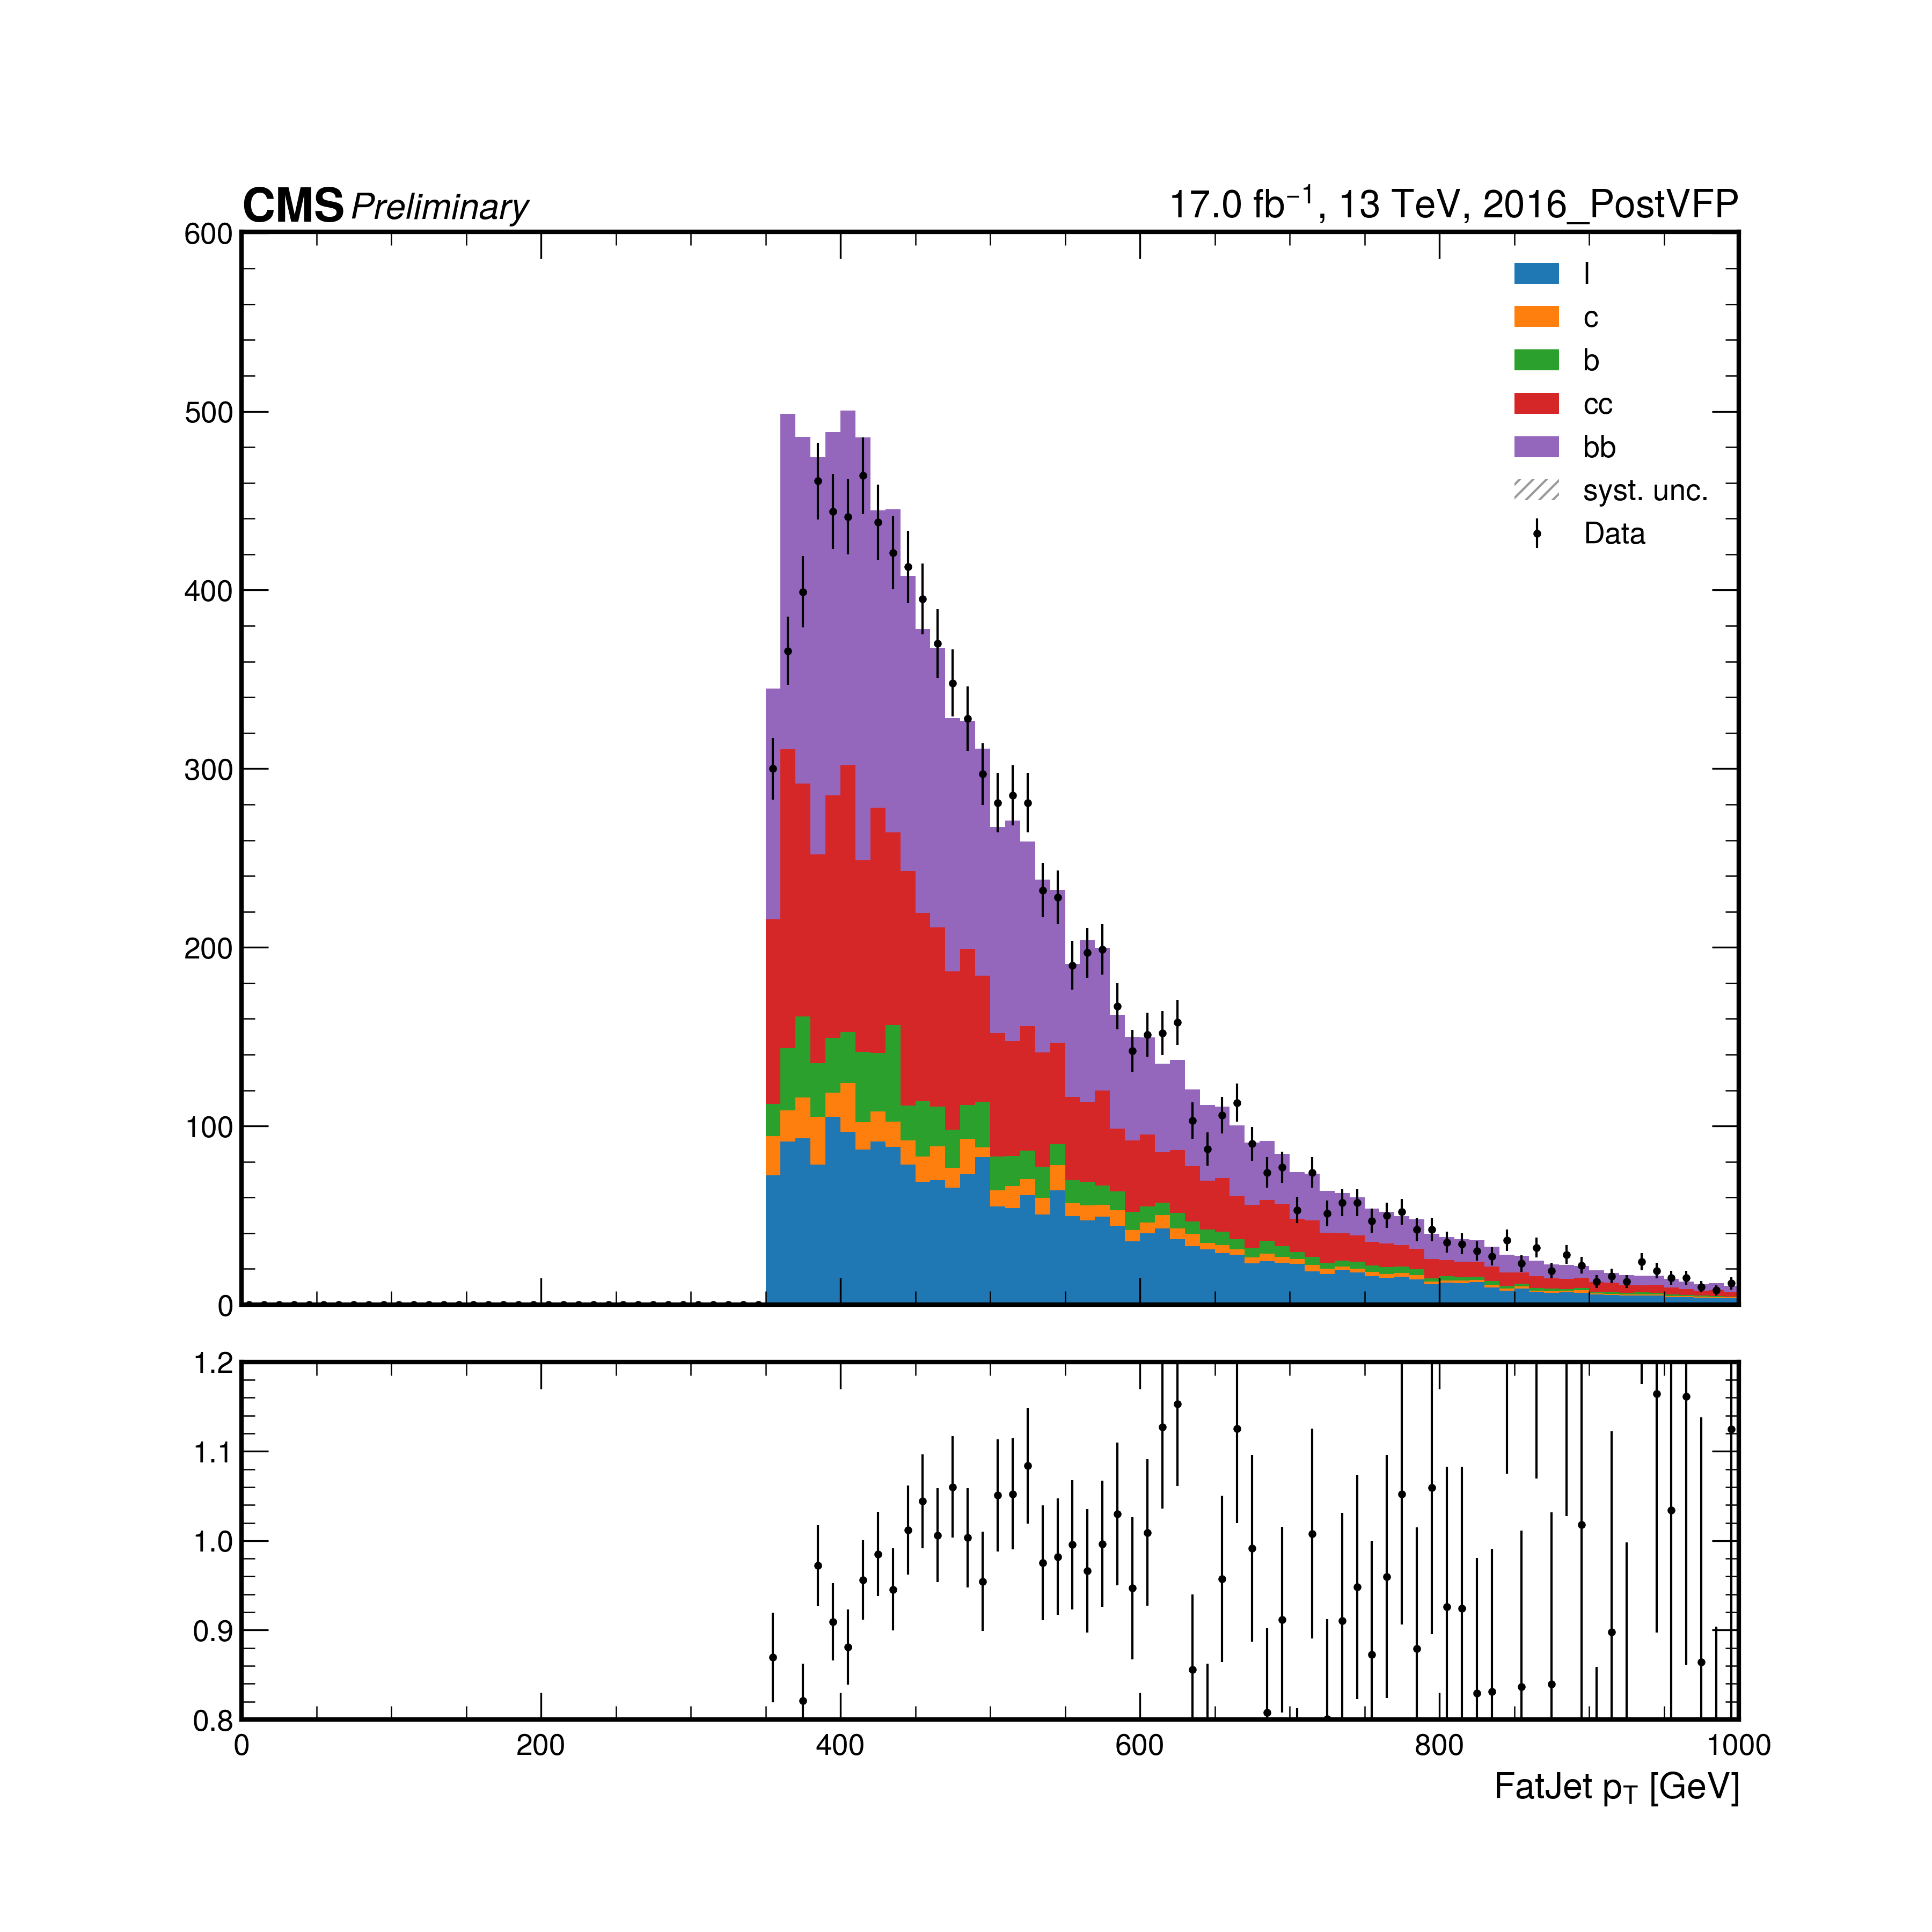 CMS Preliminary
17.0 fb⁻¹, 13 TeV, 2016_PostVFP
600
500
400
300
200
100
0
l
c
b
cc
bb
syst. unc.
Data
1.2
1.1
1.0
0.9
0.8
0 200 400 600 800 1000
FatJet p_T [GeV]